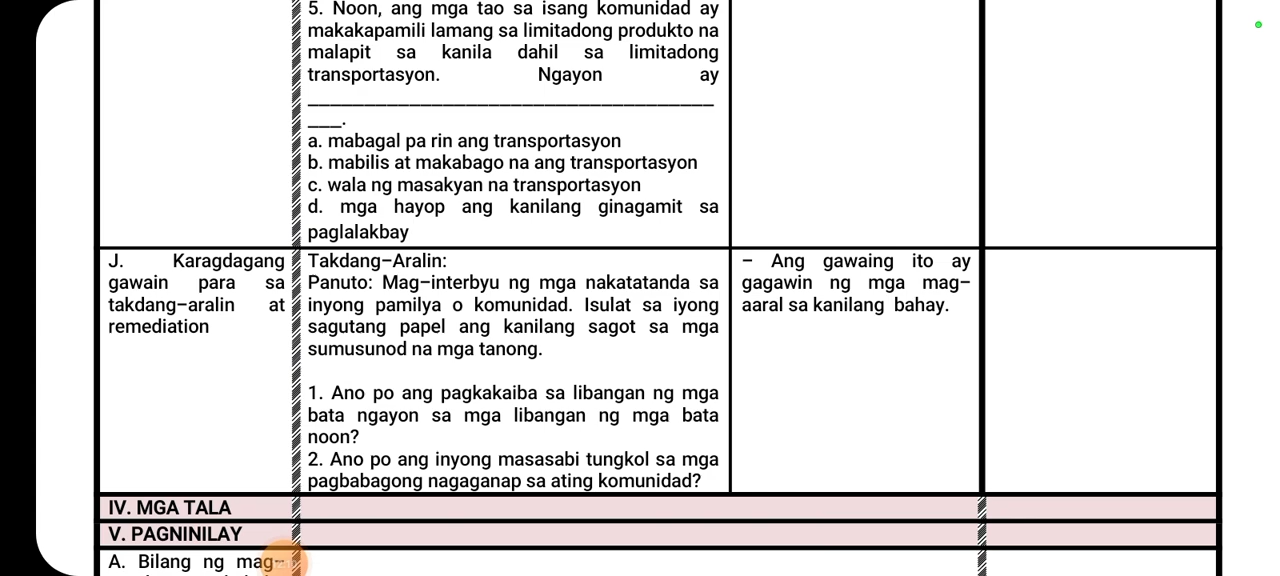 5. Noon, ang mga tao sa isang komunidad ay
makakapamili lamang sa limitadong produkto na
malapit sa kanila dahil sa limitadong
transportasyon. Ngayon ay
_____________________________________
___.
a. mabagal pa rin ang transportasyon
b. mabilis at makabago na ang transportasyon
c. wala ng masakyan na transportasyon
d. mga hayop ang kanilang ginagamit sa
paglalakbay
J. Karagdagang
gawain para sa
takdang-aralin at
remediation
Takdang-Aralin:
Panuto: Mag-interbyu ng mga nakatatanda sa
inyong pamilya o komunidad. Isulat sa iyong
sagutang papel ang kanilang sagot sa mga
sumusunod na mga tanong.
1. Ano po ang pagkakaiba sa libangan ng mga
bata ngayon sa mga libangan ng mga bata
noon?
2. Ano po ang inyong masasabi tungkol sa mga
pagbabagong nagaganap sa ating komunidad?
- Ang gawaing ito ay
gagawin ng mga mag-
aaral sa kanilang bahay.
IV. MGA TALA
V. PAGNINILAY
A. Bilang ng mag-